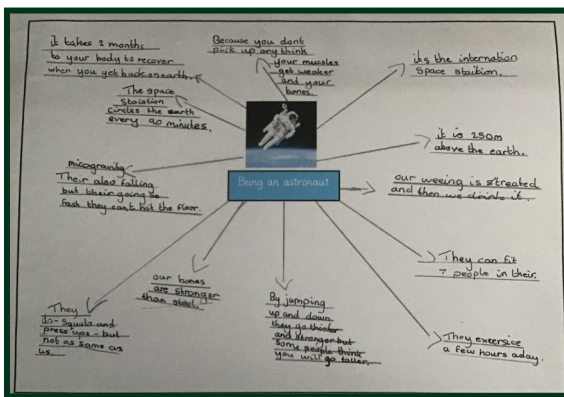 it takes 2 months
to your body to recover
when you get back on earth.
Because you dont
pick up any think
your muscles
get weaker
and your
bones.
its the internation
space staition.
The space
staistion
circles the earth
every 90 minutes.
it is 250m
above the earth.
micogravity
Their also falling
but their going
fast they cant hit the floor.
Being an astronaut
our weeing is streated
and then we drink it.
They can fit
7 people in their.
our bones
are stronger
than steel.
They
do - squats and
press ups - but
not as same as
us.
By jumping
up and down
they go thicker
and stronger but
some people think
you will go taller.
They excersice
a few hours aday.